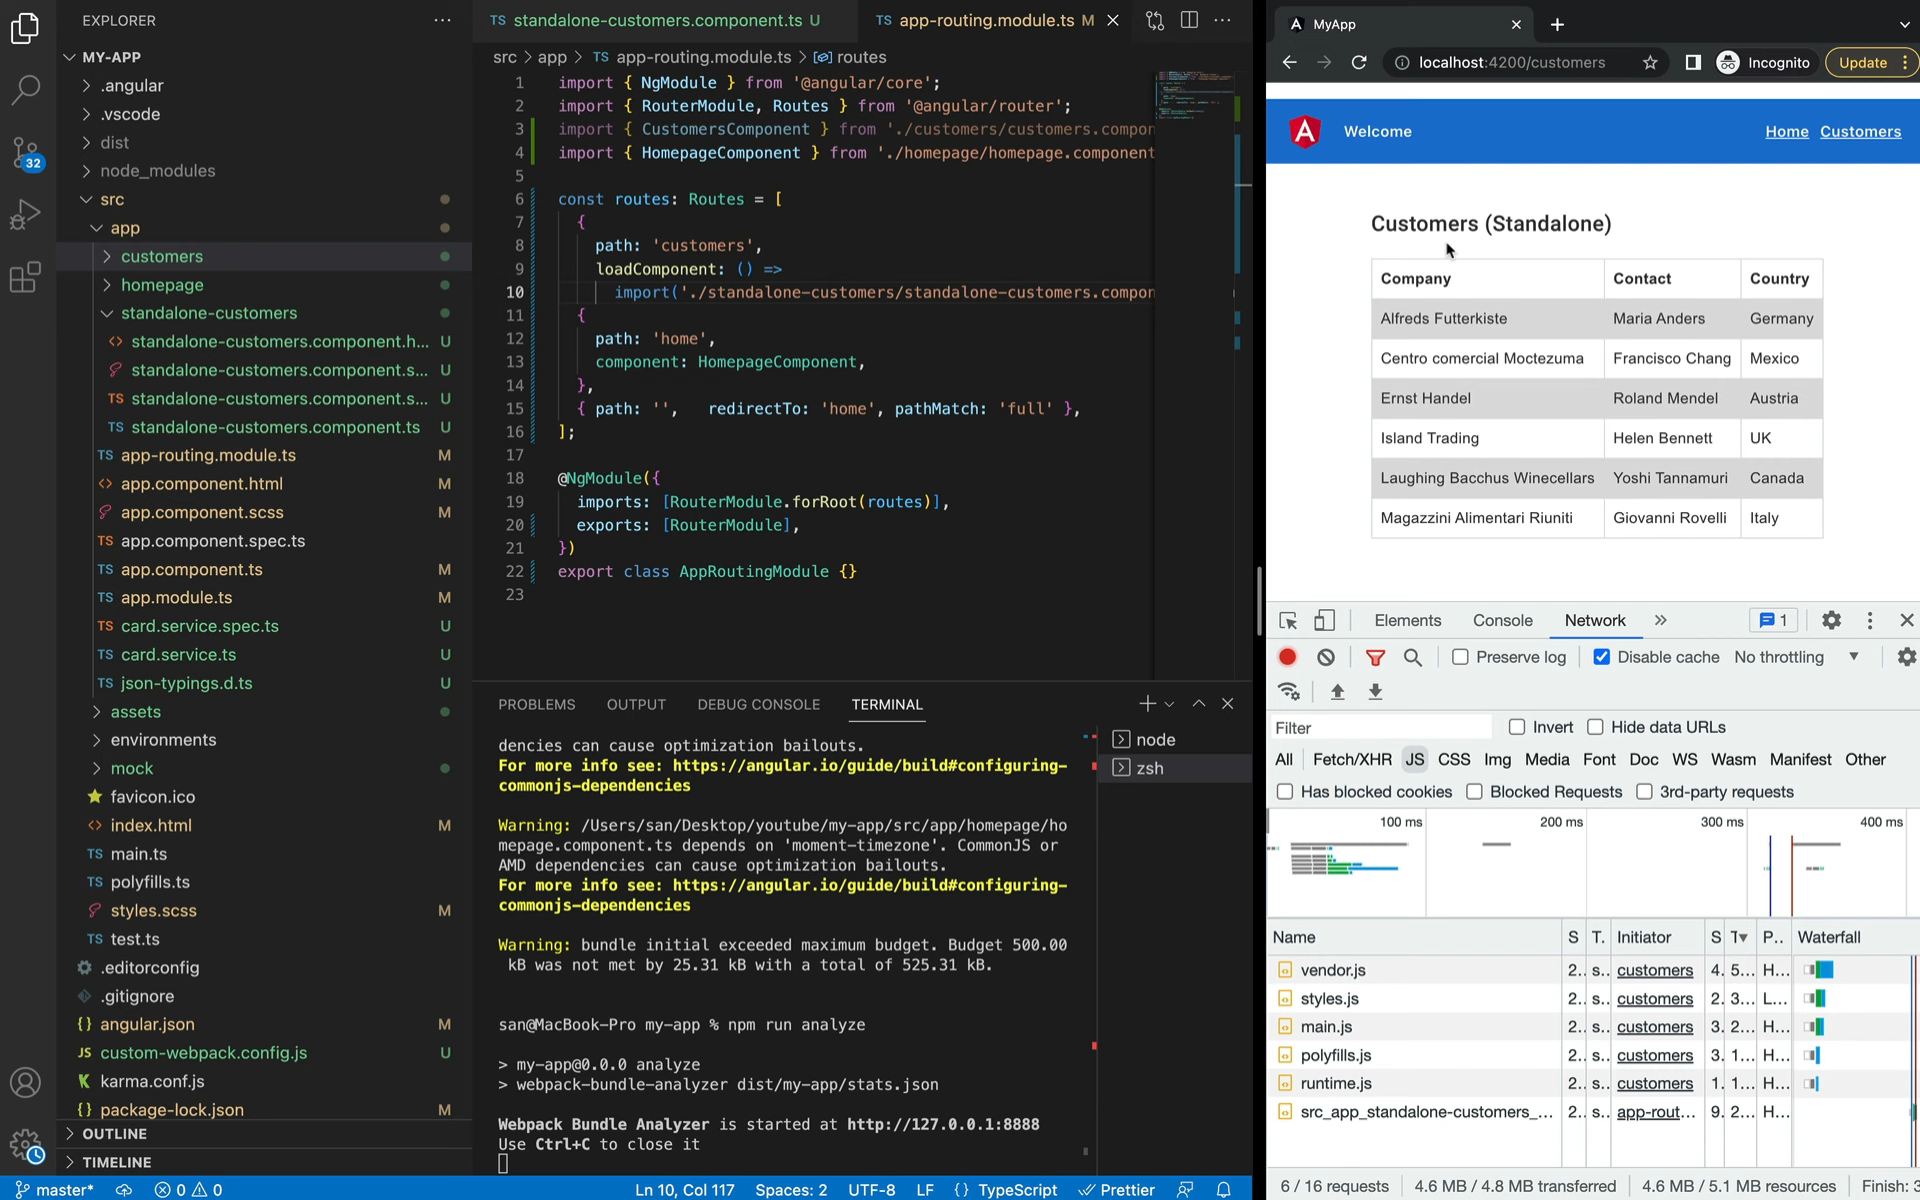 EXPLORER
MY-APP
.angular
.vscode
dist
node_modules
src
app
customers
homepage
standalone-customers
standalone-customers.component.h... U
standalone-customers.component.s... U
standalone-customers.component.s... U
standalone-customers.component.ts U
app-routing.module.ts M
app.component.html M
app.component.scss M
app.component.spec.ts
app.component.ts M
app.module.ts M
card.service.spec.ts U
card.service.ts U
json-typings.d.ts U
assets
environments
mock
favicon.ico
index.html M
main.ts
polyfills.ts
styles.scss M
test.ts
.editorconfig
.gitignore
angular.json M
custom-webpack.config.js U
karma.conf.js
package-lock.json M
OUTLINE
TIMELINE
32
TS standalone-customers.component.ts U
TS app-routing.module.ts M
src > app > TS app-routing.module.ts > routes
1 import { NgModule } from '@angular/core';
2 import { RouterModule, Routes } from '@angular/router';
3 import { CustomersComponent } from './customers/customers.compon
4 import { HomepageComponent } from './homepage/homepage.component
5
6 const routes: Routes = [
7 {
8 path: 'customers',
9 loadComponent: () =>
10 import('./standalone-customers/standalone-customers.compon
11 {
12 path: 'home',
13 component: HomepageComponent,
14 },
15 { path: '', redirectTo: 'home', pathMatch: 'full' },
16 ];
17
18 @NgModule({
19 imports: [RouterModule.forRoot(routes)],
20 exports: [RouterModule],
21 })
22 export class AppRoutingModule {}
23
PROBLEMS OUTPUT DEBUG CONSOLE TERMINAL
node
zsh
dencies can cause optimization bailouts.
For more info see: https://angular.io/guide/build#configuring-
commonjs-dependencies
Warning: /Users/san/Desktop/youtube/my-app/src/app/homepage/ho
mepage.component.ts depends on 'moment-timezone'. CommonJS or
AMD dependencies can cause optimization bailouts.
For more info see: https://angular.io/guide/build#configuring-
commonjs-dependencies
Warning: bundle initial exceeded maximum budget. Budget 500.00
kB was not met by 25.31 kB with a total of 525.31 kB.
san@MacBook-Pro my-app % npm run analyze
> my-app@0.0.0 analyze
> webpack-bundle-analyzer dist/my-app/stats.json
Webpack Bundle Analyzer is started at http://127.0.0.1:8888
Use Ctrl+C to close it
master* 0 0 Ln 10, Col 117 Spaces: 2 UTF-8 LF {} TypeScript Prettier
MyApp
localhost:4200/customers Incognito Update
Welcome Home Customers
Customers (Standalone)
Company Contact Country
Alfreds Futterkiste Maria Anders Germany
Centro comercial Moctezuma Francisco Chang Mexico
Ernst Handel Roland Mendel Austria
Island Trading Helen Bennett UK
Laughing Bacchus Winecellars Yoshi Tannamuri Canada
Magazzini Alimentari Riuniti Giovanni Rovelli Italy
Elements Console Network 1
Preserve log Disable cache No throttling
Filter Invert Hide data URLs
All Fetch/XHR JS CSS Img Media Font Doc WS Wasm Manifest Other
Has blocked cookies Blocked Requests 3rd-party requests
100 ms 200 ms 300 ms 400 ms
Name S T. Initiator S T P.. Waterfall
vendor.js 2.. s.. customers 4. 5... H...
styles.js 2.. s.. customers 2. 3... L...
main.js 2.. s.. customers 3. 2... H...
polyfills.js 2.. s.. customers 3. 1... H...
runtime.js 2.. s.. customers 1. 1... H...
src_app_standalone-customers_... 2.. s.. app-rout... 9. 2... H...
6 / 16 requests 4.6 MB / 4.8 MB transferred 4.6 MB / 5.1 MB resources Finish: 3